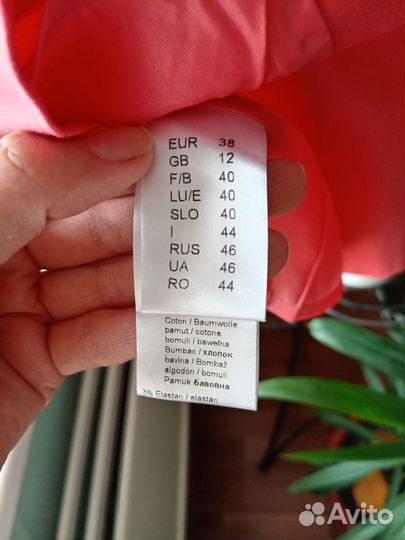 EUR 38
GB 12
F/B 40
LU/E 40
SLO 40
I 44
RUS 46
UA 46
RO 44
Coton / Baumwolle
pamut / cotone
bomull / bawełna
Bumbac / хлопок
bavlna / Bombaž
algodón / bomull
Pamuk / Бавовна
3% Elastan / elastan
Avito